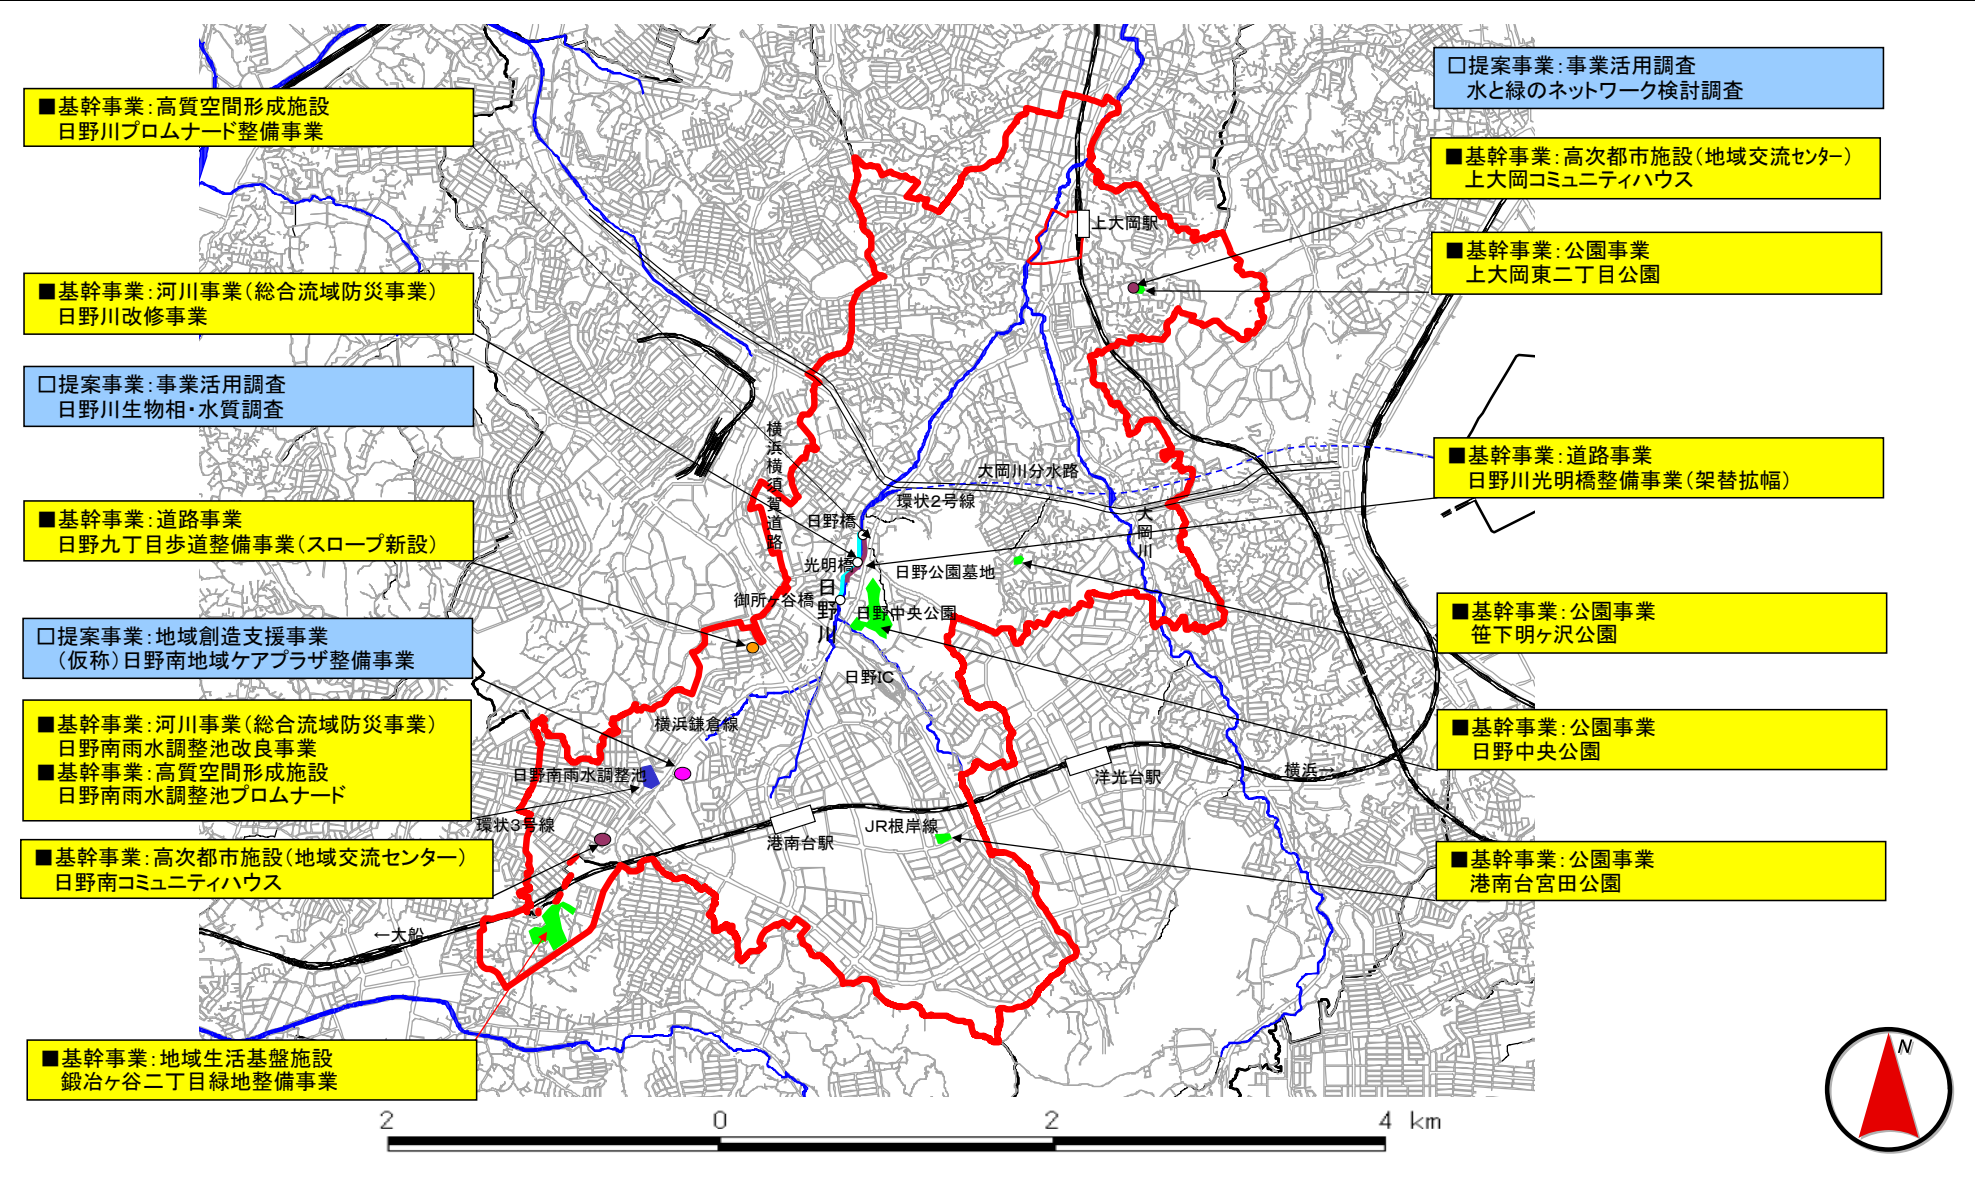 ■基幹事業：高質空間形成施設
日野川プロムナード整備事業
■基幹事業：河川事業（総合流域防災事業）
日野川改修事業
□提案事業：事業活用調査
日野川生物相・水質調査
■基幹事業：道路事業
日野九丁目歩道整備事業（スロープ新設）
□提案事業：地域創造支援事業
（仮称）日野南地域ケアプラザ整備事業
■基幹事業：河川事業（総合流域防災事業）
日野南雨水調整池改良事業
■基幹事業：高質空間形成施設
日野南雨水調整池プロムナード
■基幹事業：高次都市施設（地域交流センター）
日野南コミュニティハウス
■基幹事業：地域生活基盤施設
鍛冶ヶ谷二丁目緑地整備事業
□提案事業：事業活用調査
水と緑のネットワーク検討調査
■基幹事業：高次都市施設（地域交流センター）
上大岡コミュニティハウス
■基幹事業：公園事業
上大岡東二丁目公園
■基幹事業：道路事業
日野川光明橋整備事業（架替拡幅）
■基幹事業：公園事業
笹下明ヶ沢公園
■基幹事業：公園事業
日野中央公園
■基幹事業：公園事業
港南台宮田公園
上大岡駅
横浜横須賀道路
大岡川分水路
環状2号線
日野橋
大岡川
光明橋
日野公園墓地
御所ヶ谷橋
日野川
日野中央公園
日野IC
横浜鎌倉線
日野南雨水調整池
洋光台駅
横浜→
環状3号線
港南台駅
JR根岸線
←大船
2 0 2 4 km
N